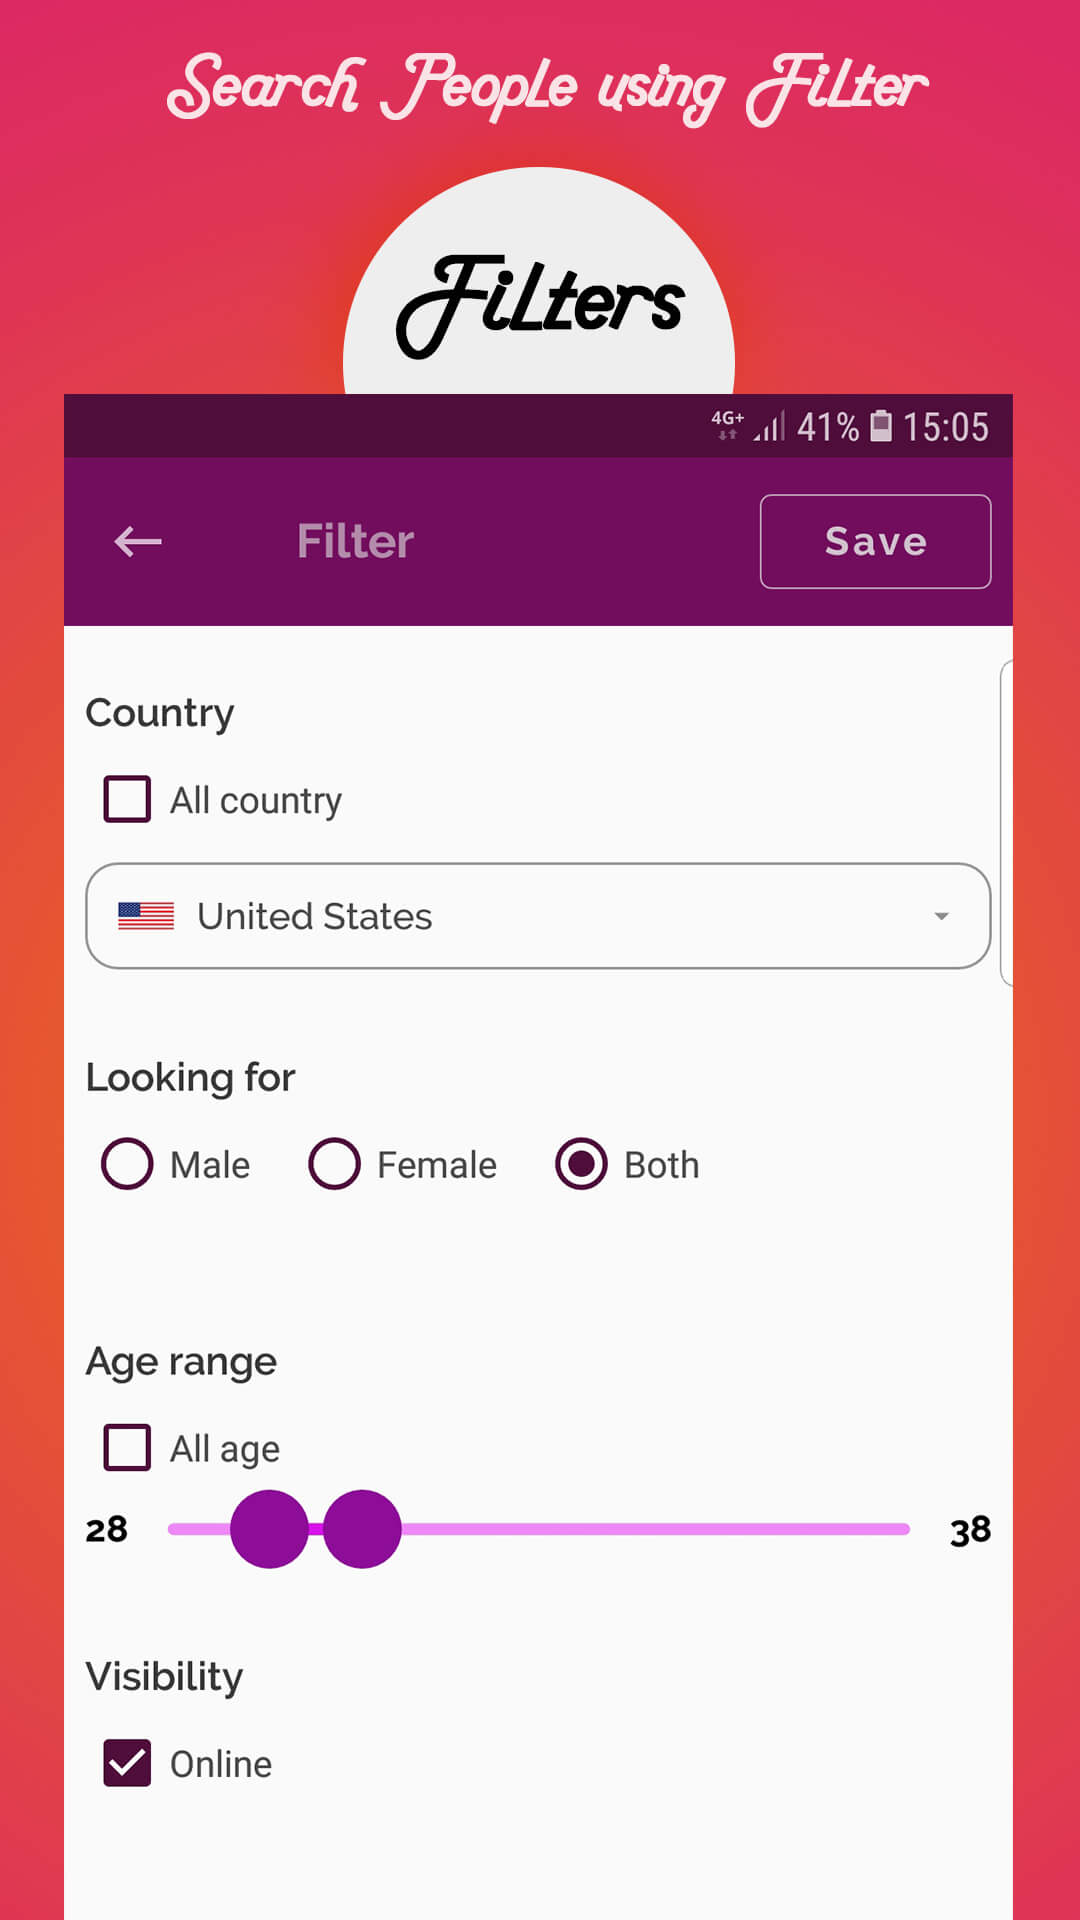 Search People using Filter
Filters
4G+ 41% 15:05
Filter Save
Country
All country
United States
Looking for
Male Female Both
Age range
All age
28 38
Visibility
Online